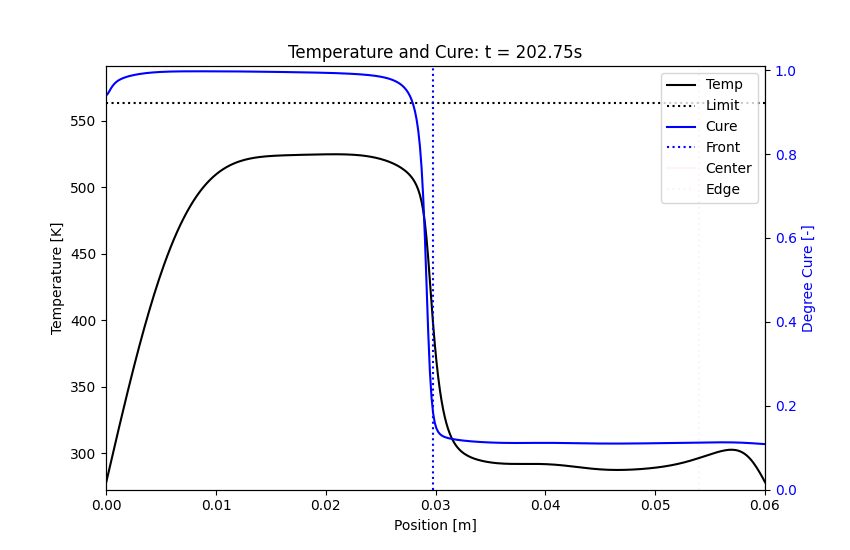 Temperature and Cure: t = 202.75s
Temp
Limit
Cure
Front
Center
Edge
550
500
450
400
350
300
Temperature [K]
1.0
0.8
0.6
0.4
0.2
0.0
Degree Cure [-]
0.00 0.01 0.02 0.03 0.04 0.05 0.06
Position [m]